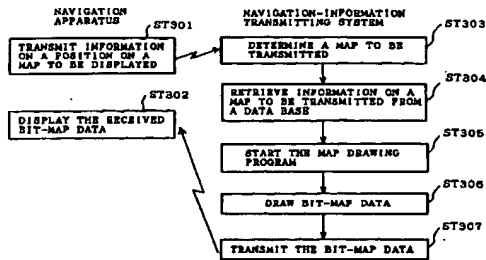 NAVIGATION
APPARATUS
ST301
TRANSMIT INFORMATION
ON A POSITION ON A
MAP TO BE DISPLAYED
ST302
DISPLAY THE RECEIVED
BIT-MAP DATA
NAVIGATION-INFORMATION
TRANSMITTING SYSTEM
ST303
DETERMINE A MAP TO BE
TRANSMITTED
ST304
RETRIEVE INFORMATION ON A
MAP TO BE TRANSMITTED FROM
A DATA BASE
ST305
START THE MAP DRAWING
PROGRAM
ST306
DRAW BIT-MAP DATA
ST307
TRANSMIT THE BIT-MAP DATA